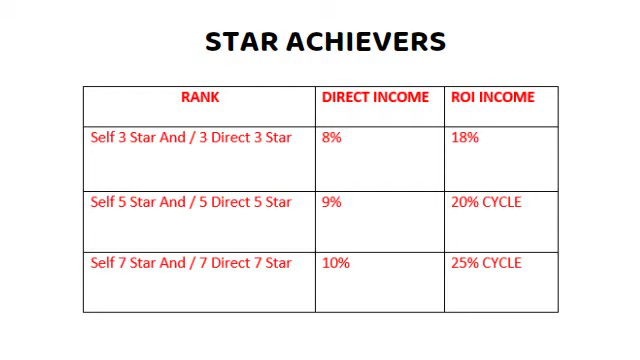 STAR ACHIEVERS
RANK DIRECT INCOME ROI INCOME
Self 3 Star And / 3 Direct 3 Star 8% 18%
Self 5 Star And / 5 Direct 5 Star 9% 20% CYCLE
Self 7 Star And / 7 Direct 7 Star 10% 25% CYCLE